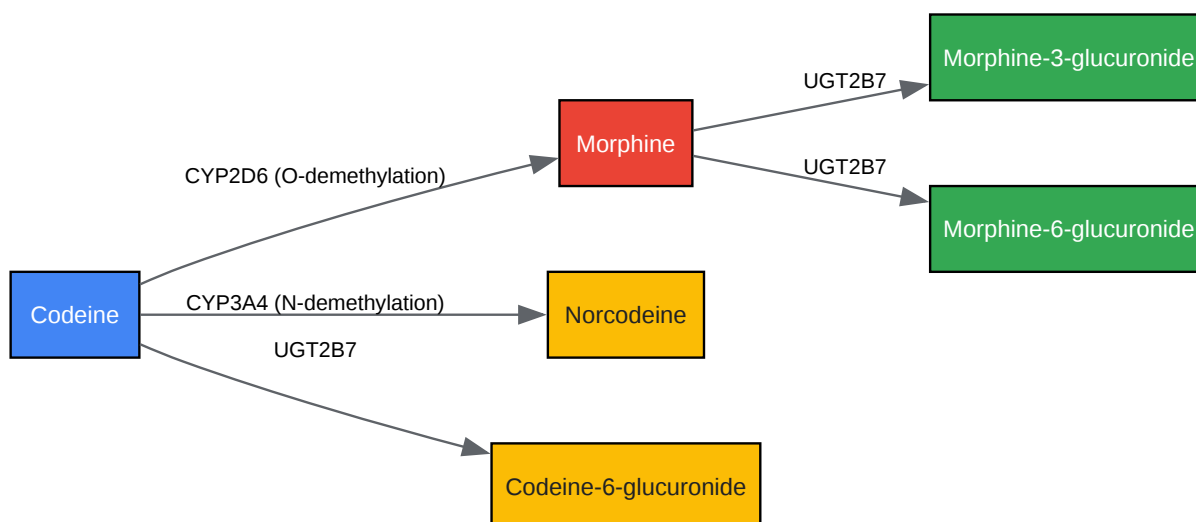 Morphine-3-glucuronide
UGT2B7
Morphine
CYP2D6 (O-demethylation)
UGT2B7
Morphine-6-glucuronide
Codeine
CYP3A4 (N-demethylation)
Norcodeine
UGT2B7
Codeine-6-glucuronide